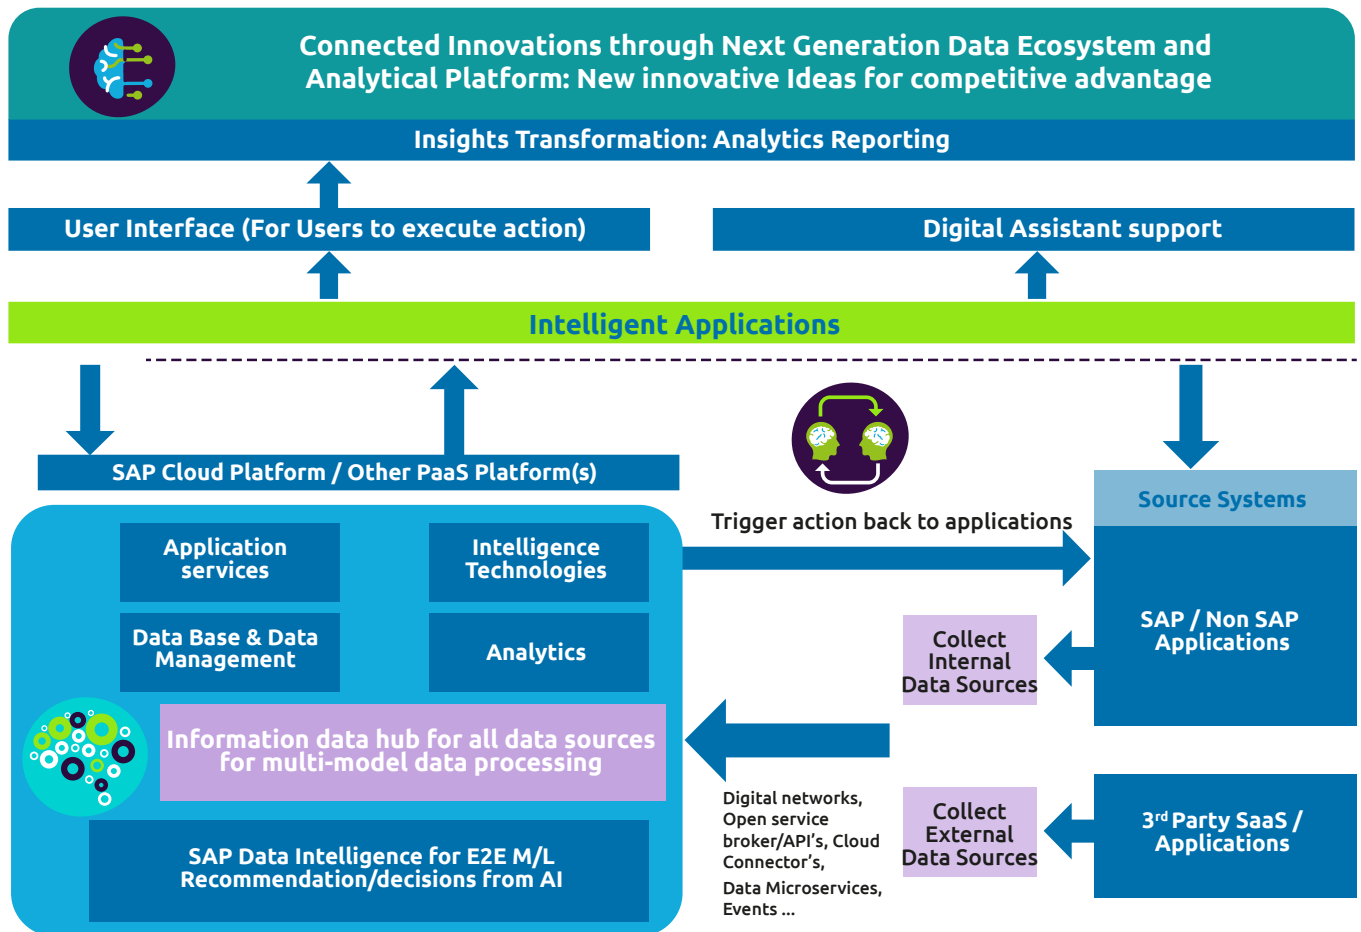 Connected Innovations through Next Generation Data Ecosystem and
Analytical Platform: New innovative Ideas for competitive advantage
Insights Transformation: Analytics Reporting
User Interface (For Users to execute action)
Digital Assistant support
Intelligent Applications
SAP Cloud Platform / Other PaaS Platform(s)
Application
services
Intelligence
Technologies
Data Base & Data
Management
Analytics
Information data hub for all data sources
for multi-model data processing
SAP Data Intelligence for E2E M/L
Recommendation/decisions from AI
Trigger action back to applications
Source Systems
SAP / Non SAP
Applications
Collect
Internal
Data Sources
Digital networks,
Open service
broker/API's, Cloud
Connector's,
Data Microservices,
Events ...
Collect
External
Data Sources
3rd Party SaaS /
Applications